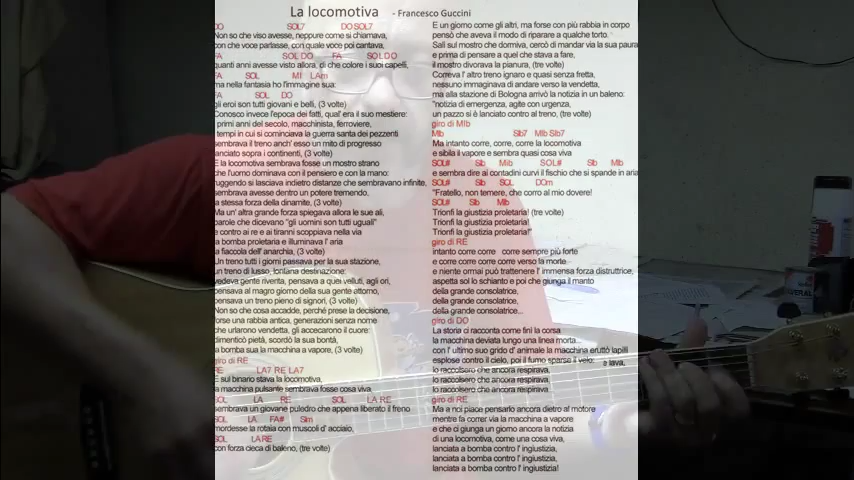 La locomotiva - Francesco Guccini
DO SOL7 DO SOL7
Non so che viso avesse, neppure come si chiamava,
con che voce parlasse, con quale voce poi cantava,
FA SOL DO FA SOL DO
quanti anni avesse visto allora, di che colore i suoi capelli,
FA SOL MI LAm
ma nella fantasia ho l'immagine sua:
FA SOL DO
gli eroi son tutti giovani e belli, (3 volte)
Conosco invece l'epoca dei fatti, qual' era il suo mestiere:
i primi anni del secolo, macchinista, ferroviere,
i tempi in cui si cominciava la guerra santa dei pezzenti
sembrava il treno anch' esso un mito di progresso
lanciato sopra i continenti, (3 volte)
E la locomotiva sembrava fosse un mostro strano
che l'uomo dominava con il pensiero e con la mano:
ruggendo si lasciava indietro distanze che sembravano infinite,
sembrava avesse dentro un potere tremendo,
la stessa forza della dinamite, (3 volte)
Ma un' altra grande forza spiegava allora le sue ali,
parole che dicevano "gli uomini son tutti uguali"
e contro ai re e ai tiranni scoppiava nella via
la bomba proletaria e illuminava l' aria
la fiaccola dell' anarchia, (3 volte)
Un treno tutti i giorni passava per la sua stazione,
un treno di lusso, lontana destinazione:
vedeva gente riverita, pensava a quei velluti, agli ori,
pensava al magro giorno della sua gente attorno,
pensava un treno pieno di signori, (3 volte)
Non so che cosa accadde, perché prese la decisione,
forse una rabbia antica, generazioni senza nome
che urlarono vendetta, gli accecarono il cuore:
dimenticò pietà, scordò la sua bontà,
la bomba sua la macchina a vapore, (3 volte)
giro di RE
RE LA7 RE LA7
E sul binario stava la locomotiva,
la macchina pulsante sembrava fosse cosa viva,
SOL LA RE SOL LA RE
sembrava un giovane puledro che appena liberato il freno
SOL LA FA# SIm
mordesse la rotaia con muscoli d' acciaio,
SOL LA RE
con forza cieca di baleno, (tre volte)
E un giorno come gli altri, ma forse con più rabbia in corpo
pensò che aveva il modo di riparare a qualche torto.
Salì sul mostro che dormiva, cercò di mandar via la sua paura
e prima di pensare a quel che stava a fare,
il mostro divorava la pianura, (tre volte)
Correva l' altro treno ignaro e quasi senza fretta,
nessuno immaginava di andare verso la vendetta,
ma alla stazione di Bologna arrivò la notizia in un baleno:
"notizia di emergenza, agite con urgenza,
un pazzo si è lanciato contro al treno, (tre volte)
giro di MIb
MIb SIb7 MIb SIb7
Ma intanto corre, corre, corre la locomotiva
e sibila il vapore e sembra quasi cosa viva
SOL# SIb MIb SOL# SIb MIb
e sembra dire ai contadini curvi il fischio che si spande in aria
SOL# SIb SOL DOm
"Fratello, non temere, che corro al mio dovere!
SOL# SIb MIb
Trionfi la giustizia proletaria! (tre volte)
Trionfi la giustizia proletaria!
Trionfi la giustizia proletaria!"
giro di RE
intanto corre corre corre sempre più forte
e corre corre corre corre verso la morte
e niente ormai può trattenere l' immensa forza distruttrice,
aspetta sol lo schianto e poi che giunga il manto
della grande consolatrice,
della grande consolatrice,
della grande consolatrice...
giro di DO
La storia ci racconta come finì la corsa
la macchina deviata lungo una linea morta...
con l' ultimo suo grido d' animale la macchina eruttò lapilli e lava,
esplose contro il cielo, poi il fumo sparse il velo:
lo raccolsero che ancora respirava,
lo raccolsero che ancora respirava,
lo raccolsero che ancora respirava,
giro di RE
Ma a noi piace pensarlo ancora dietro al motore
mentre fa correr via la macchina a vapore
e che ci giunga un giorno ancora la notizia
di una locomotiva, come una cosa viva,
lanciata a bomba contro l' ingiustizia,
lanciata a bomba contro l' ingiustizia,
lanciata a bomba contro l' ingiustizia!